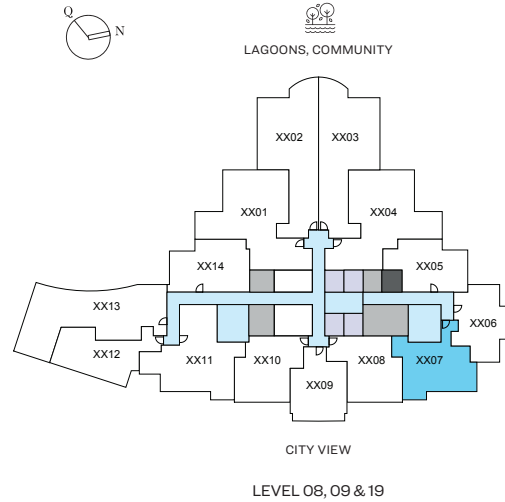 Q
N
LAGOONS, COMMUNITY
XX02
XX03
XX01
XX04
XX14
XX05
XX13
XX06
XX12
XX11
XX10
XX08
XX07
XX09
CITY VIEW
LEVEL 08, 09 & 19